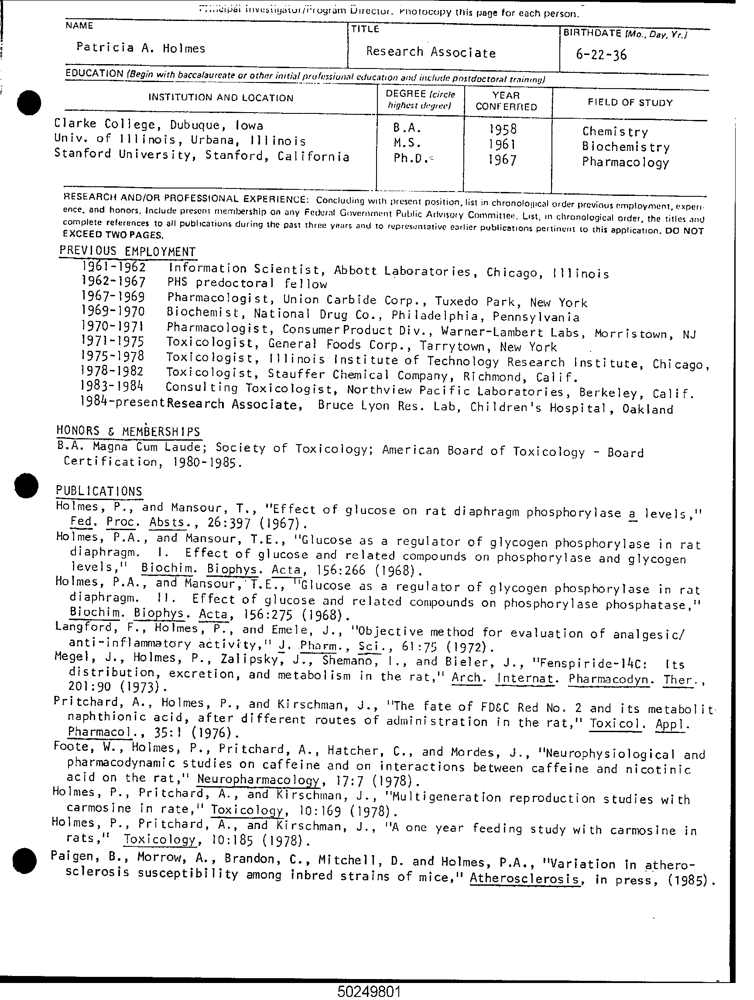 Principal Investigator/Program Director. Photocopy this page for each person.
NAME
TITLE
BIRTHDATE (Mo., Day, Yr.)
Patricia A. Holmes
Research Associate
6-22-36
EDUCATION (Begin with baccalaureate or other initial professional education and include postdoctoral training)
INSTITUTION AND LOCATION
DEGREE (circle highest degree)
YEAR CONFERRED
FIELD OF STUDY
Clarke College, Dubuque, Iowa B.A. 1958 Chemistry
Univ. of Illinois, Urbana, Illinois M.S. 1961 Biochemistry
Stanford University, Stanford, California Ph.D. 1967 Pharmacology
RESEARCH AND/OR PROFESSIONAL EXPERIENCE: Concluding with present position, list in chronological order previous employment, experi-
ence, and honors. Include present membership on any Federal Government Public Advisory Committee. List, in chronological order, the titles and
complete references to all publications during the past three years and to representative earlier publications pertinent to this application. DO NOT
EXCEED TWO PAGES.
PREVIOUS EMPLOYMENT
1961-1962 Information Scientist, Abbott Laboratories, Chicago, Illinois
1962-1967 PHS predoctoral fellow
1967-1969 Pharmacologist, Union Carbide Corp., Tuxedo Park, New York
1969-1970 Biochemist, National Drug Co., Philadelphia, Pennsylvania
1970-1971 Pharmacologist, Consumer Product Div., Warner-Lambert Labs, Morristown, NJ
1971-1975 Toxicologist, General Foods Corp., Tarrytown, New York
1975-1978 Toxicologist, Illinois Institute of Technology Research Institute, Chicago,
1978-1982 Toxicologist, Stauffer Chemical Company, Richmond, Calif.
1983-1984 Consulting Toxicologist, Northview Pacific Laboratories, Berkeley, Calif.
1984-present Research Associate, Bruce Lyon Res. Lab, Children's Hospital, Oakland
HONORS & MEMBERSHIPS
B.A. Magna Cum Laude; Society of Toxicology; American Board of Toxicology - Board
Certification, 1980-1985.
PUBLICATIONS
Holmes, P., and Mansour, T., "Effect of glucose on rat diaphragm phosphorylase a levels,"
Fed. Proc. Absts., 26:397 (1967).
Holmes, P.A., and Mansour, T.E., "Glucose as a regulator of glycogen phosphorylase in rat
diaphragm. I. Effect of glucose and related compounds on phosphorylase and glycogen
levels," Biochim. Biophys. Acta, 156:266 (1968).
Holmes, P.A., and Mansour, T.E., "Glucose as a regulator of glycogen phosphorylase in rat
diaphragm. II. Effect of glucose and related compounds on phosphorylase phosphatase,"
Biochim. Biophys. Acta, 156:275 (1968).
Langford, F., Holmes, P., and Emele, J., "Objective method for evaluation of analgesic/
anti-inflammatory activity," J. Pharm., Sci., 61:75 (1972).
Megel, J., Holmes, P., Zalipsky, J., Shemano, I., and Bieler, J., "Fenspiride-14C: Its
distribution, excretion, and metabolism in the rat," Arch. Internat. Pharmacodyn. Ther.,
201:90 (1973).
Pritchard, A., Holmes, P., and Kirschman, J., "The fate of FD&C Red No. 2 and its metabolit
naphthionic acid, after different routes of administration in the rat," Toxicol. Appl.
Pharmacol., 35:1 (1976).
Foote, W., Holmes, P., Pritchard, A., Hatcher, C., and Mordes, J., "Neurophysiological and
pharmacodynamic studies on caffeine and on interactions between caffeine and nicotinic
acid on the rat," Neuropharmacology, 17:7 (1978).
Holmes, P., Pritchard, A., and Kirschman, J., "Multigeneration reproduction studies with
carmosine in rate," Toxicology, 10:169 (1978).
Holmes, P., Pritchard, A., and Kirschman, J., "A one year feeding study with carmosine in
rats," Toxicology, 10:185 (1978).
Paigen, B., Morrow, A., Brandon, C., Mitchell, D. and Holmes, P.A., "Variation in athero-
sclerosis susceptibility among inbred strains of mice," Atherosclerosis, in press, (1985).
50249801